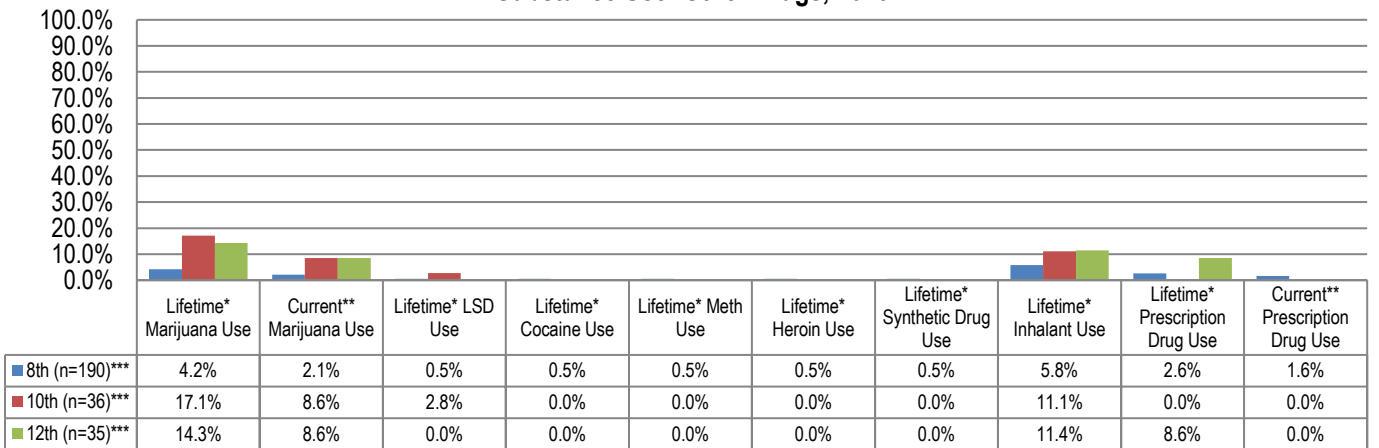 100.0%
90.0%
80.0%
70.0%
60.0%
50.0%
40.0%
30.0%
20.0%
10.0%
0.0%
Lifetime* Marijuana Use
Current** Marijuana Use
Lifetime* LSD Use
Lifetime* Cocaine Use
Lifetime* Meth Use
Lifetime* Heroin Use
Lifetime* Synthetic Drug Use
Lifetime* Inhalant Use
Lifetime* Prescription Drug Use
Current** Prescription Drug Use
8th (n=190)*** 4.2% 2.1% 0.5% 0.5% 0.5% 0.5% 0.5% 5.8% 2.6% 1.6%
10th (n=36)*** 17.1% 8.6% 2.8% 0.0% 0.0% 0.0% 0.0% 11.1% 0.0% 0.0%
12th (n=35)*** 14.3% 8.6% 0.0% 0.0% 0.0% 0.0% 0.0% 11.4% 8.6% 0.0%